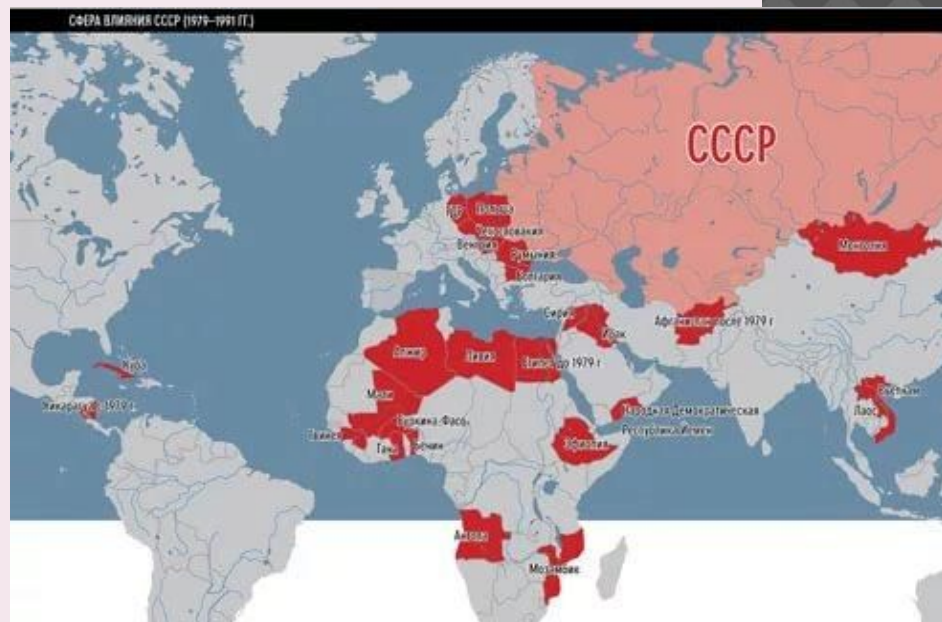 СФЕРА ВЛИЯНИЯ СССР (1979–1991 ГГ.)
СССР
ГДР
Польша
Чехословакия
Венгрия
Румыния
Болгария
Монголия
Сирия
Ирак
Афганистан после 1979 г
Алжир
Ливия
Египет до 1979 г
Куба
Никарагуа с 1979 г.
Мали
Буркина-Фасо
Гвинея
Гана
Бенин
Эфиопия
Народная Демократическая
Республика Йемен
Вьетнам
Лаос
Ангола
Мозамбик